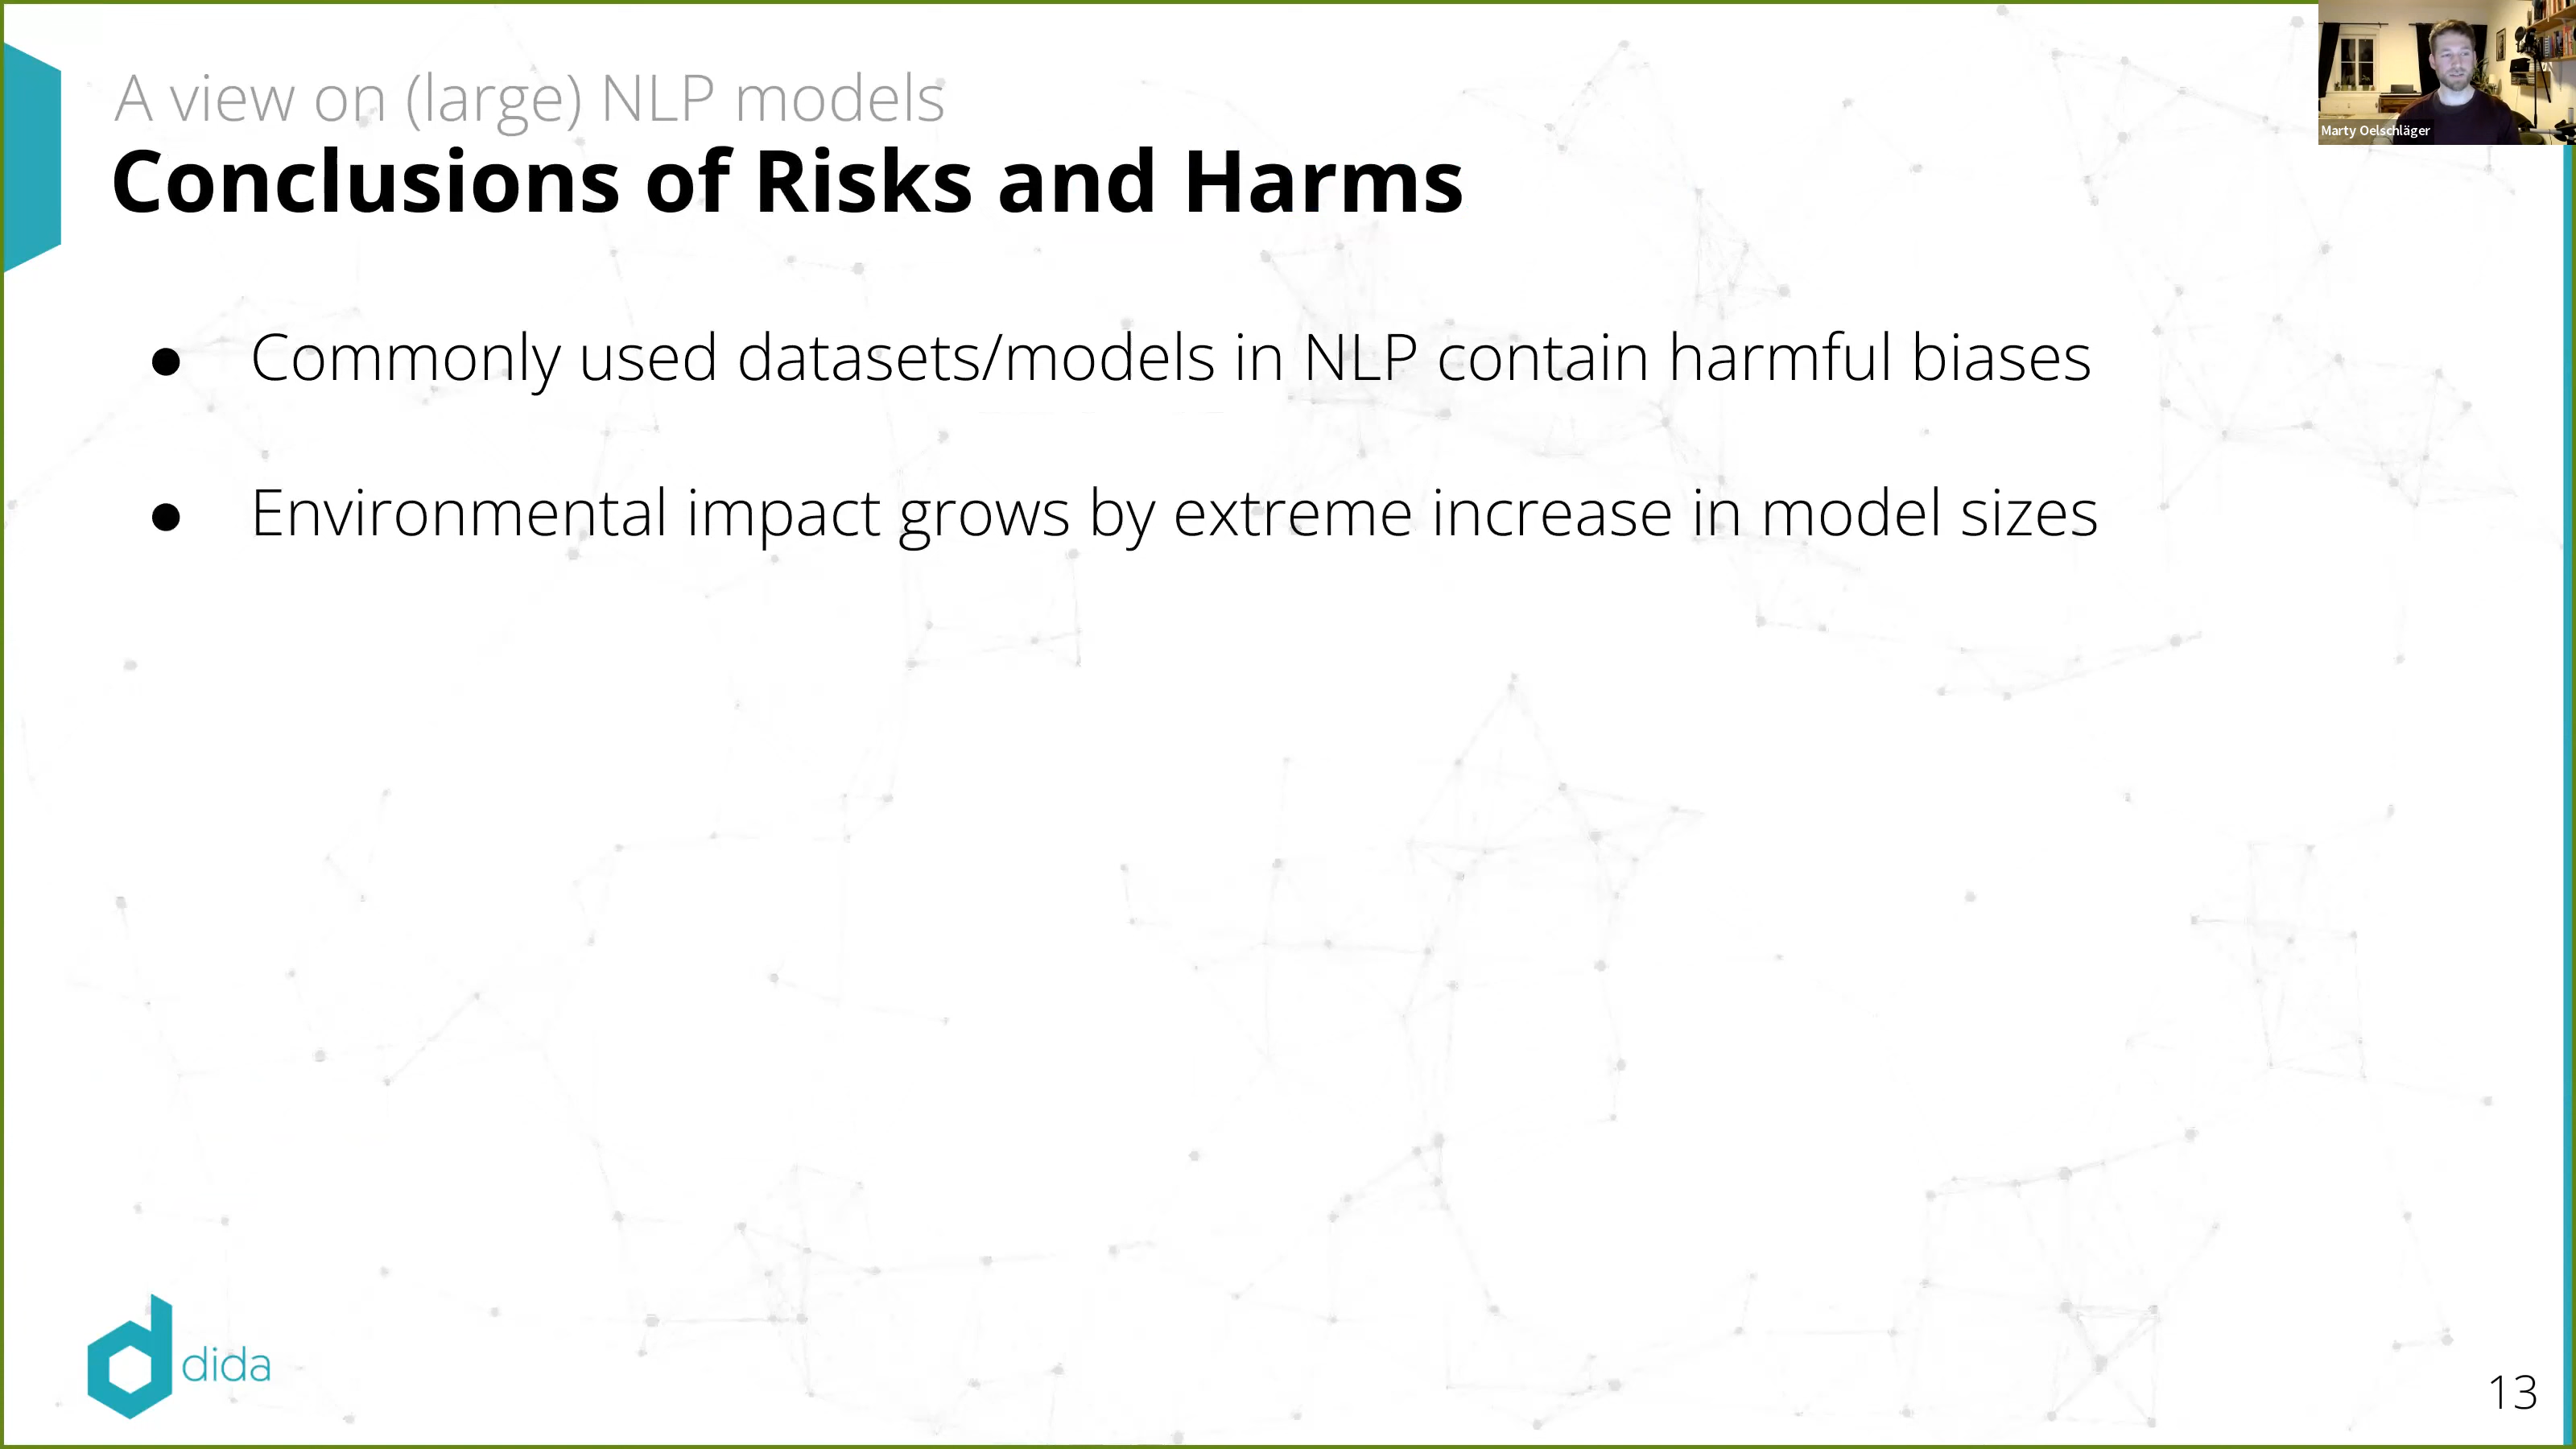 A view on (large) NLP models
Conclusions of Risks and Harms
Marty Oelschläger
● Commonly used datasets/models in NLP contain harmful biases
● Environmental impact grows by extreme increase in model sizes
dida
13